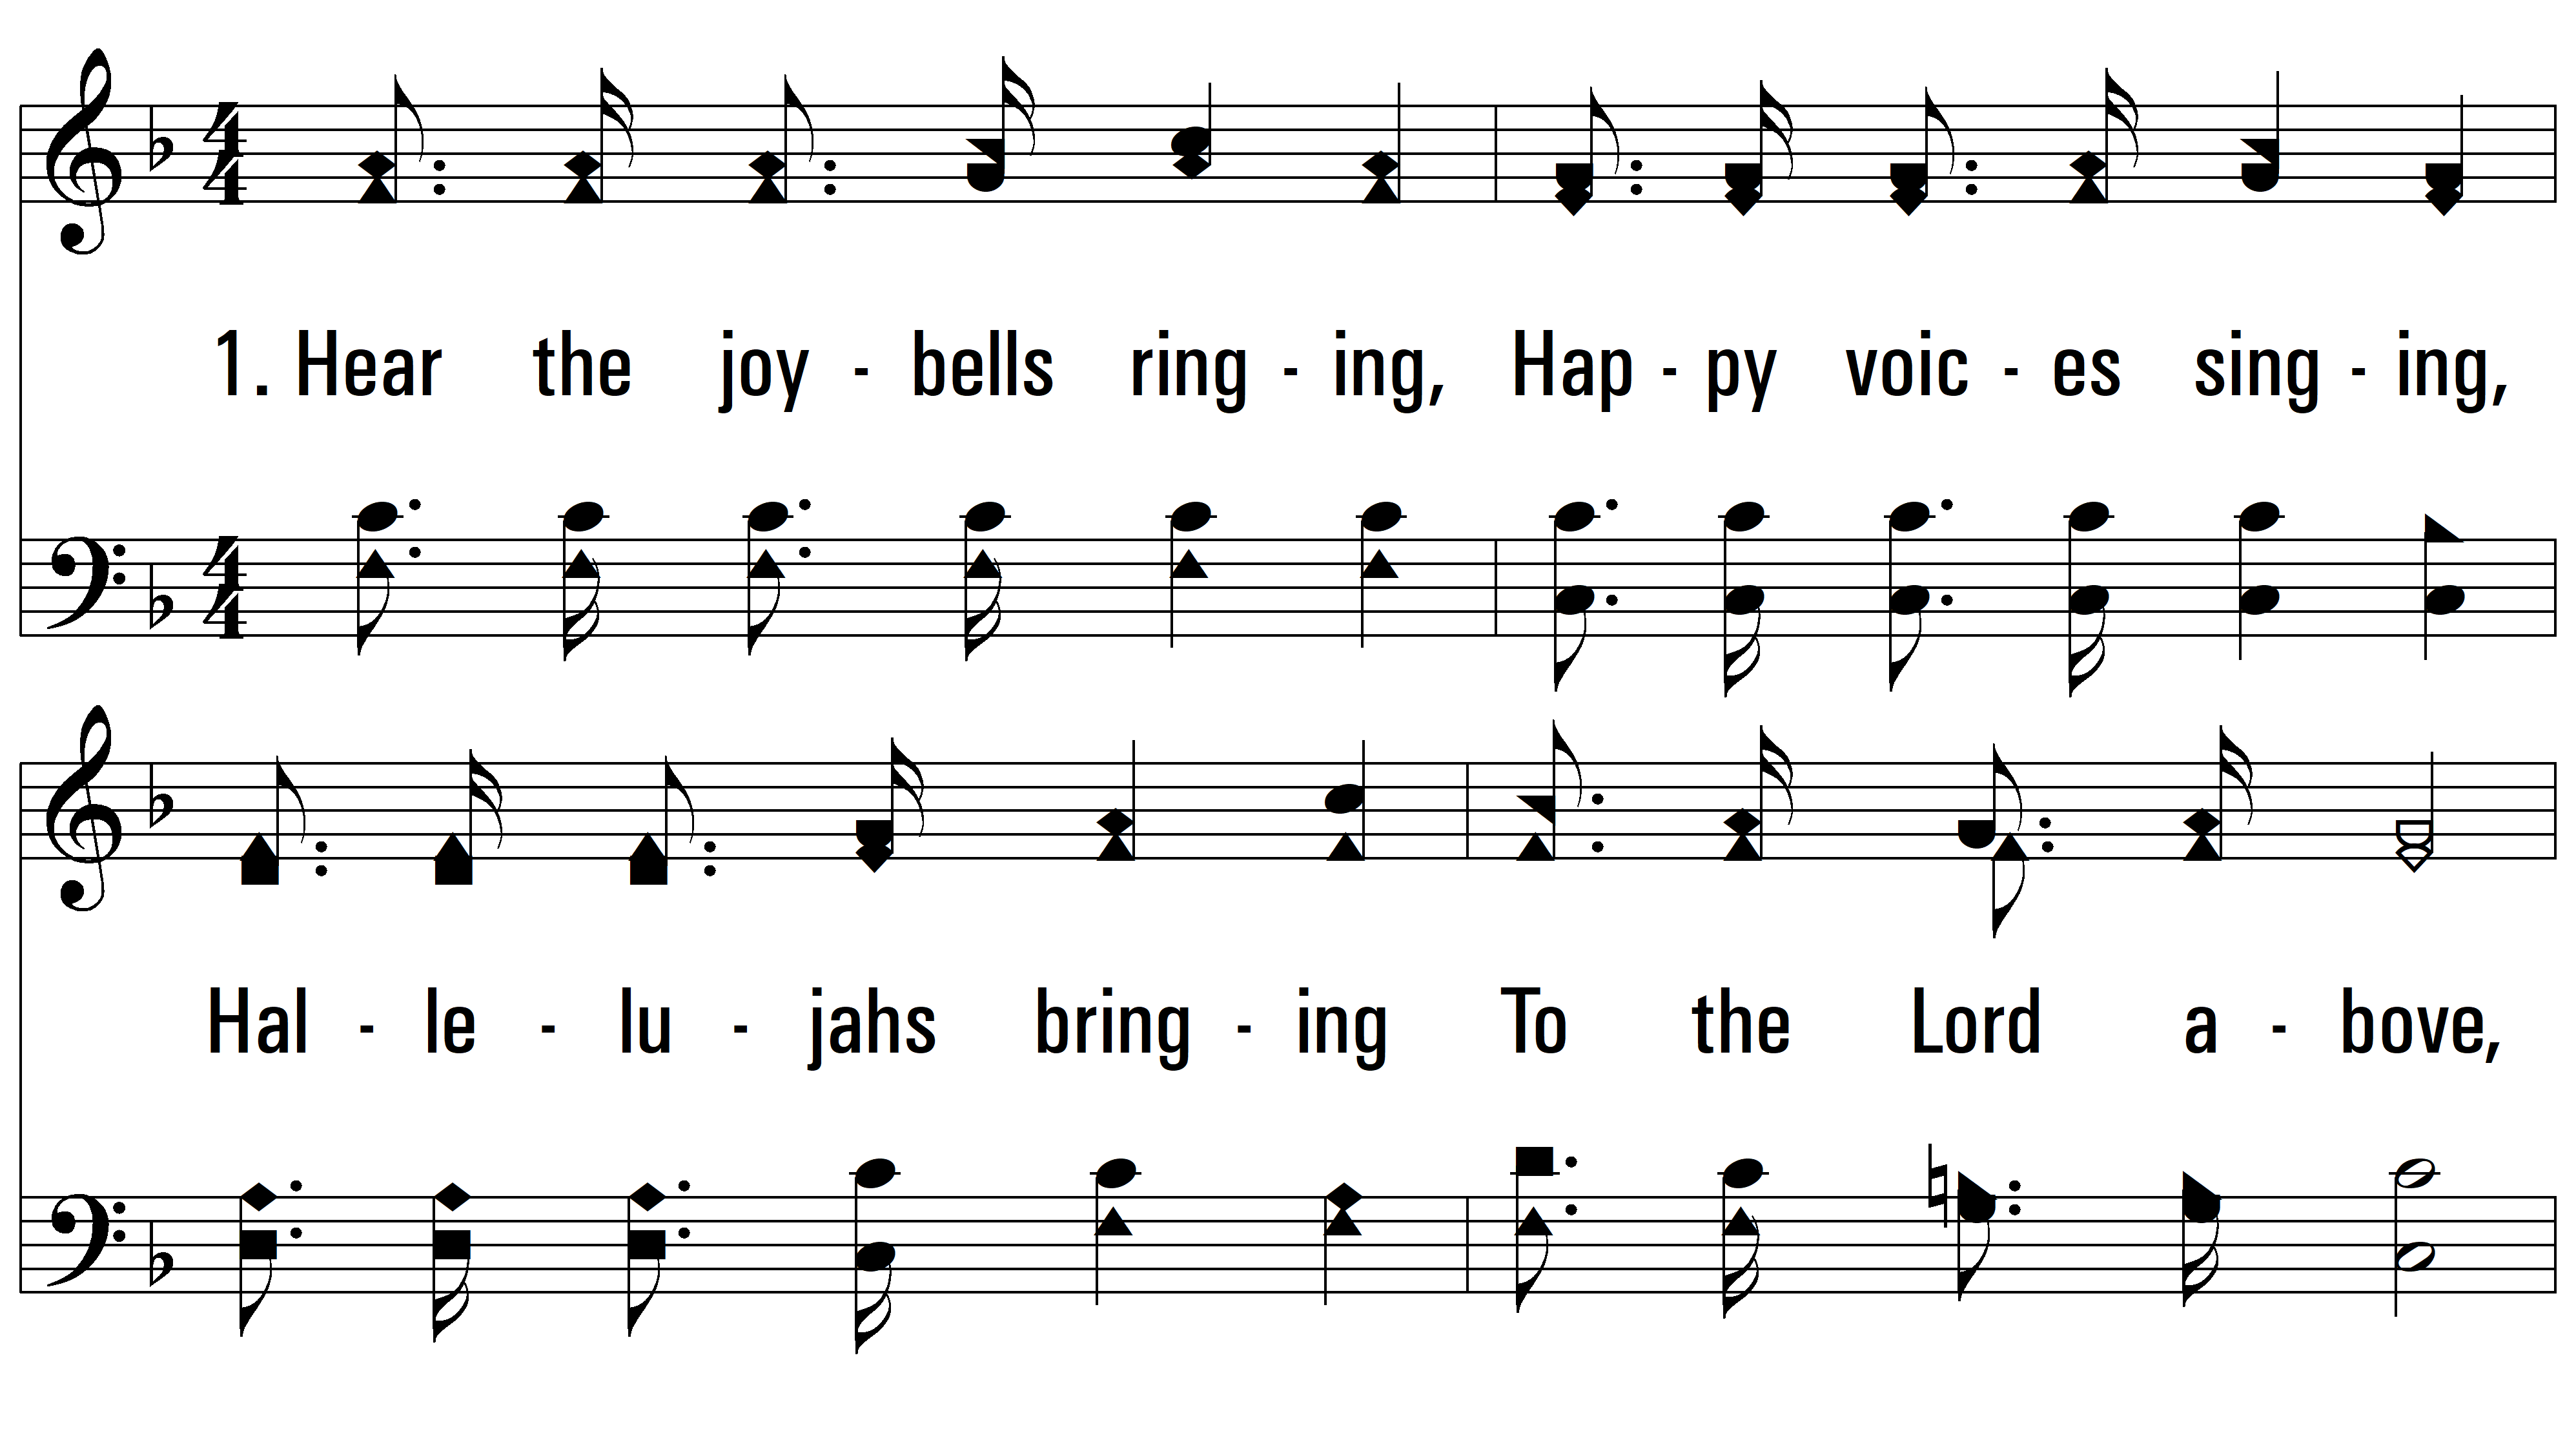 1. Hear the joy - bells ring - ing, Hap - py voic - es sing - ing,
Hal - le - lu - jahs bring - ing To the Lord a - bove,